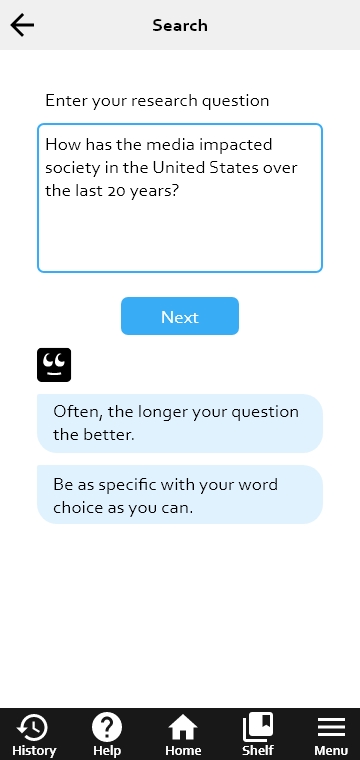 Search
Enter your research question
How has the media impacted
society in the United States over
the last 20 years?
Next
Often, the longer your question
the better.
Be as specific with your word
choice as you can.
History
Help
Home
Shelf
Menu